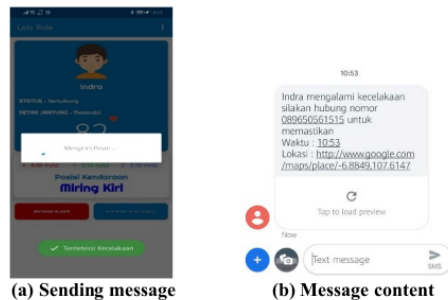 Lets Ride
Indro
STATUS : Terhubung
DETAK JANTUNG :
82
Mengirim Pesan ...
Posisi Kendaraan
Miring Kiri
Terdeteksi Kecelakaan
(a) Sending message
10:53
Indra mengalami kecelakaan
silakan hubung nomor
089650561515 untuk
memastikan
Waktu : 10:53
Lokasi : http://www.google.com
/maps/place/-6.8849,107.6147
Tap to load preview
Now
Text message
SMS
(b) Message content